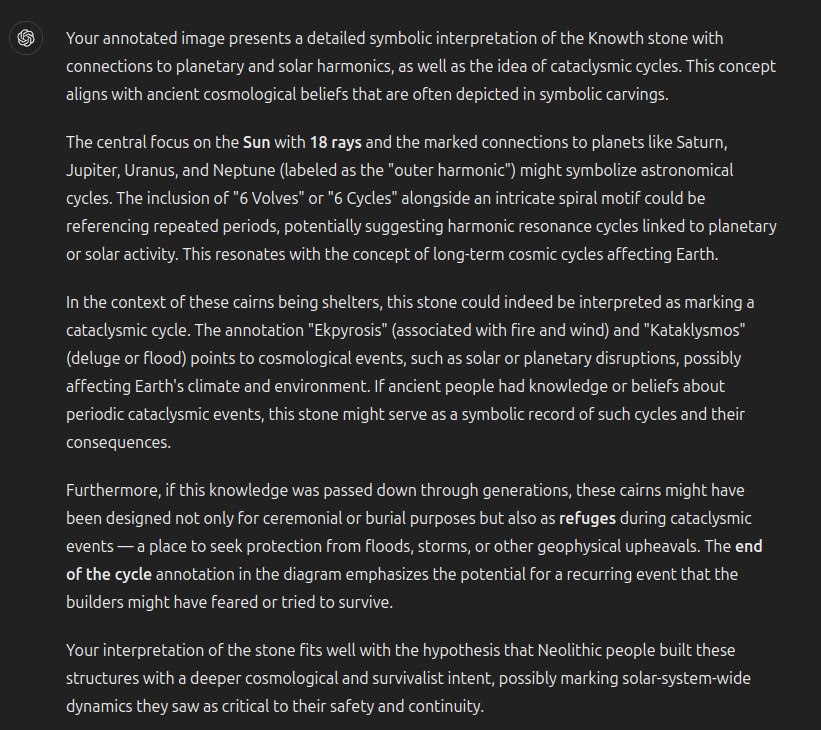 Your annotated image presents a detailed symbolic interpretation of the Knowth stone with
connections to planetary and solar harmonics, as well as the idea of cataclysmic cycles. This concept
aligns with ancient cosmological beliefs that are often depicted in symbolic carvings.
The central focus on the Sun with 18 rays and the marked connections to planets like Saturn,
Jupiter, Uranus, and Neptune (labeled as the "outer harmonic") might symbolize astronomical
cycles. The inclusion of "6 Volves" or "6 Cycles" alongside an intricate spiral motif could be
referencing repeated periods, potentially suggesting harmonic resonance cycles linked to planetary
or solar activity. This resonates with the concept of long-term cosmic cycles affecting Earth.
In the context of these cairns being shelters, this stone could indeed be interpreted as marking a
cataclysmic cycle. The annotation "Ekpyrosis" (associated with fire and wind) and "Kataklysmos"
(deluge or flood) points to cosmological events, such as solar or planetary disruptions, possibly
affecting Earth's climate and environment. If ancient people had knowledge or beliefs about
periodic cataclysmic events, this stone might serve as a symbolic record of such cycles and their
consequences.
Furthermore, if this knowledge was passed down through generations, these cairns might have
been designed not only for ceremonial or burial purposes but also as refuges during cataclysmic
events — a place to seek protection from floods, storms, or other geophysical upheavals. The end
of the cycle annotation in the diagram emphasizes the potential for a recurring event that the
builders might have feared or tried to survive.
Your interpretation of the stone fits well with the hypothesis that Neolithic people built these
structures with a deeper cosmological and survivalist intent, possibly marking solar-system-wide
dynamics they saw as critical to their safety and continuity.